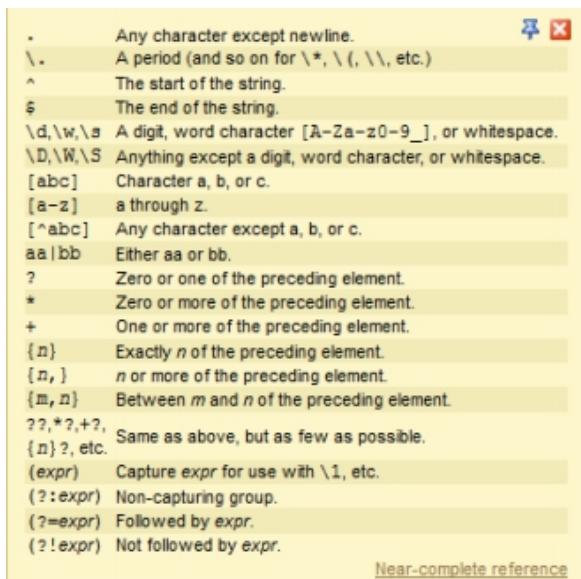 . Any character except newline.
\. A period (and so on for \*, \(, \\, etc.)
^ The start of the string.
$ The end of the string.
\d,\w,\s A digit, word character [A-Za-z0-9_], or whitespace.
\D,\W,\S Anything except a digit, word character, or whitespace.
[abc] Character a, b, or c.
[a-z] a through z.
[^abc] Any character except a, b, or c.
aa|bb Either aa or bb.
? Zero or one of the preceding element.
* Zero or more of the preceding element.
+ One or more of the preceding element.
{n} Exactly n of the preceding element.
{n,} n or more of the preceding element.
{m,n} Between m and n of the preceding element.
??,*?,+?,
{n}?, etc. Same as above, but as few as possible.
(expr) Capture expr for use with \1, etc.
(?:expr) Non-capturing group.
(?=expr) Followed by expr.
(?!expr) Not followed by expr.
Near-complete reference